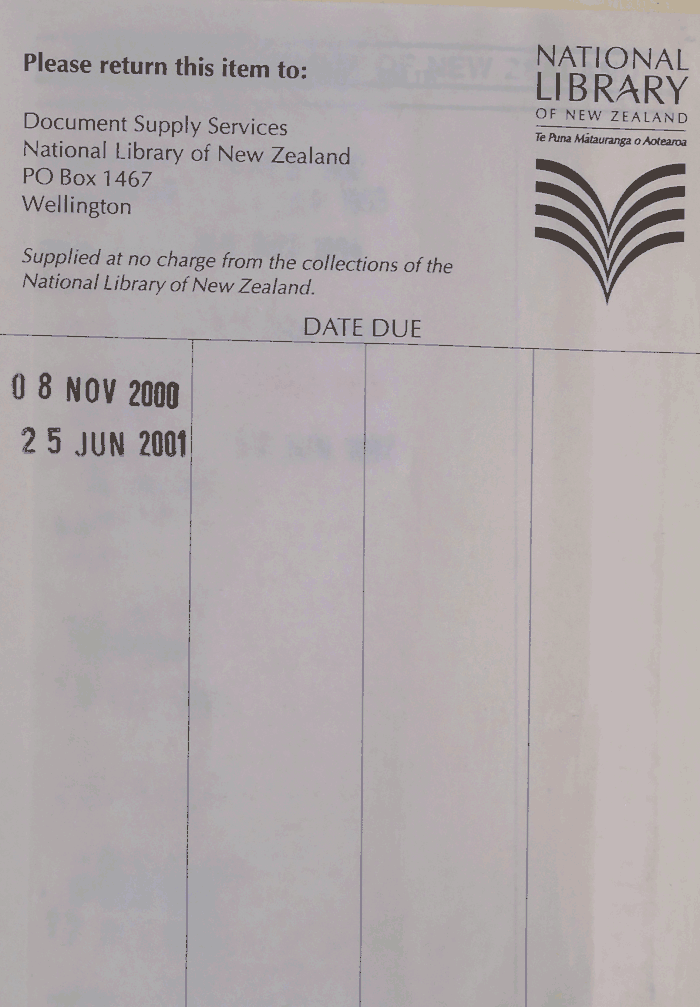 Please return this item to:
Document Supply Services
National Library of New Zealand
PO Box 1467
Wellington
Supplied at no charge from the collections of the
National Library of New Zealand.
NATIONAL
LIBRARY
OF NEW ZEALAND
Te Puna Mātauranga o Aotearoa
DATE DUE
08 NOV 2000
25 JUN 2001